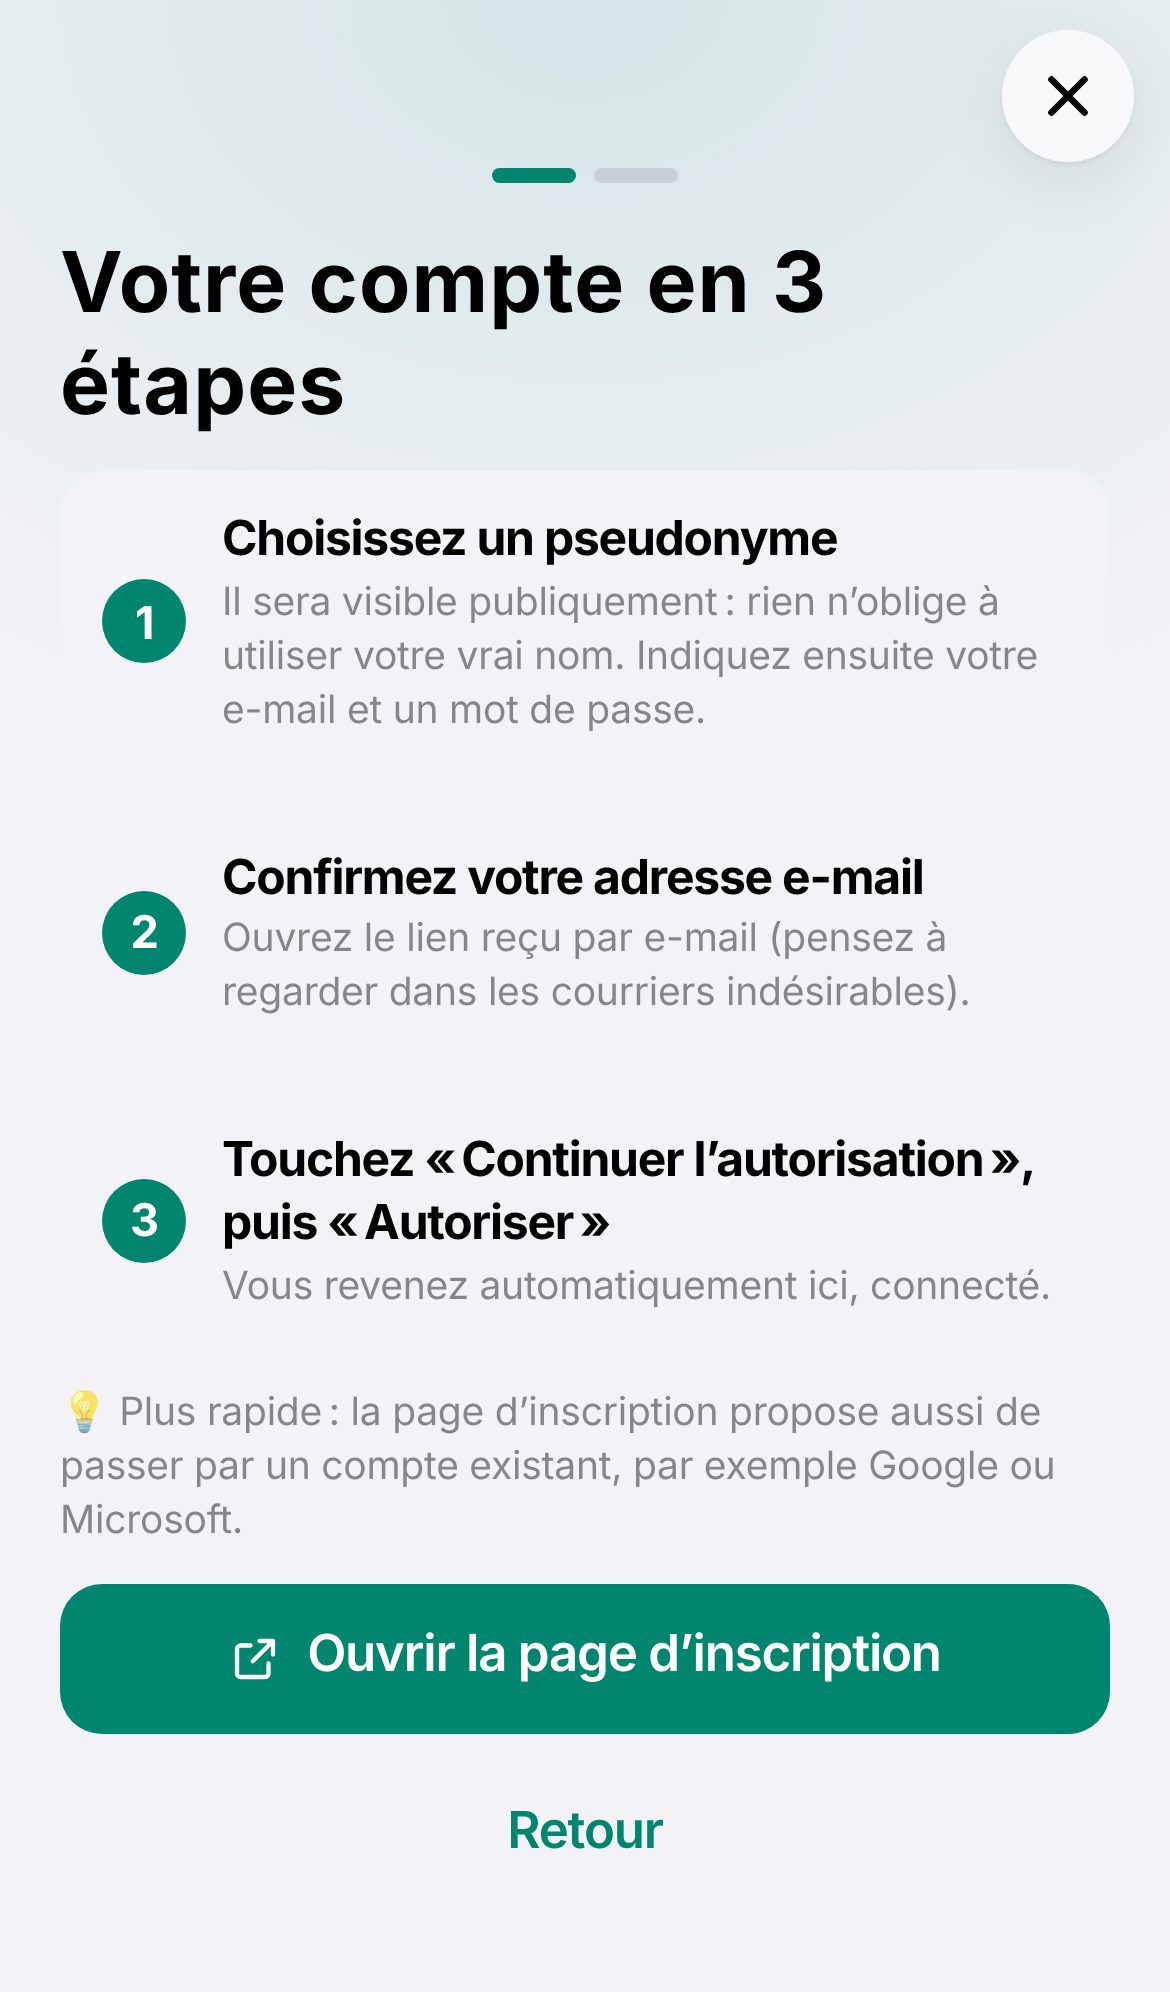 Votre compte en 3
étapes
Choisissez un pseudonyme
1
Il sera visible publiquement : rien n’oblige à
utiliser votre vrai nom. Indiquez ensuite votre
e-mail et un mot de passe.
Confirmez votre adresse e-mail
2
Ouvrez le lien reçu par e-mail (pensez à
regarder dans les courriers indésirables).
Touchez « Continuer l’autorisation »,
3
puis « Autoriser »
Vous revenez automatiquement ici, connecté.
💡 Plus rapide : la page d’inscription propose aussi de
passer par un compte existant, par exemple Google ou
Microsoft.
Ouvrir la page d’inscription
Retour